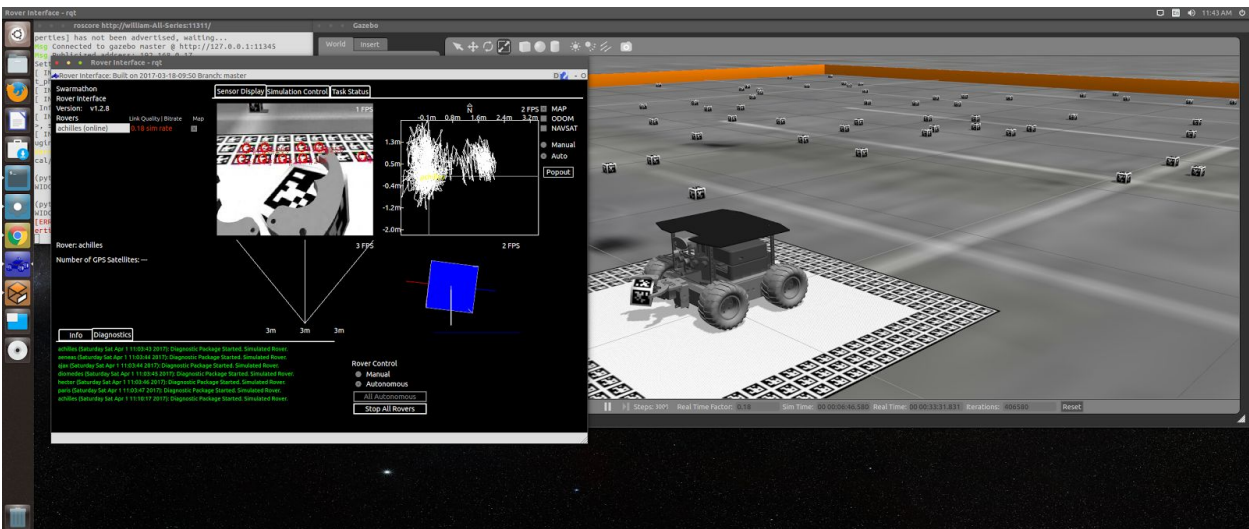 Rover Interface - rqt
11:43 AM
roscore http://william-All-Series:11311/
Gazebo
perties] has not been advertised, waiting...
Msg Connected to gazebo master @ http://127.0.0.1:11345
World Insert
Rover Interface - rqt
Rover Interface: Built on 2017-03-18-09:50 Branch: master
Swarmathon
Rover Interface
Version: v1.2.8
Rovers Link Quality | Bitrate Map
achilles (online) 0.18 sim rate
Sensor Display Simulation Control Task Status
1 FPS
N
2 FPS
-0.1m 0.8m 1.6m 2.4m 3.2m
1.3m
0.5m
-0.4m
-1.2m
-2.0m
MAP
ODOM
NAVSAT
Manual
Auto
Popout
Rover: achilles
Number of GPS Satellites: ---
3 FPS
2 FPS
3m 3m 3m
Info Diagnostics
achilles (Saturday Sat Apr 1 11:03:43 2017): Diagnostic Package Started. Simulated Rover.
aeneas (Saturday Sat Apr 1 11:03:44 2017): Diagnostic Package Started. Simulated Rover.
ajax (Saturday Sat Apr 1 11:03:44 2017): Diagnostic Package Started. Simulated Rover.
diomedes (Saturday Sat Apr 1 11:03:45 2017): Diagnostic Package Started. Simulated Rover.
hector (Saturday Sat Apr 1 11:03:46 2017): Diagnostic Package Started. Simulated Rover.
paris (Saturday Sat Apr 1 11:03:47 2017): Diagnostic Package Started. Simulated Rover.
achilles (Saturday Sat Apr 1 11:10:17 2017): Diagnostic Package Started. Simulated Rover.
Rover Control
Manual
Autonomous
All Autonomous
Stop All Rovers
Steps: Real Time Factor: 0.18 Sim Time: 00 00:06:46.580 Real Time: 00 00:33:31.831 Iterations: 406580 Reset